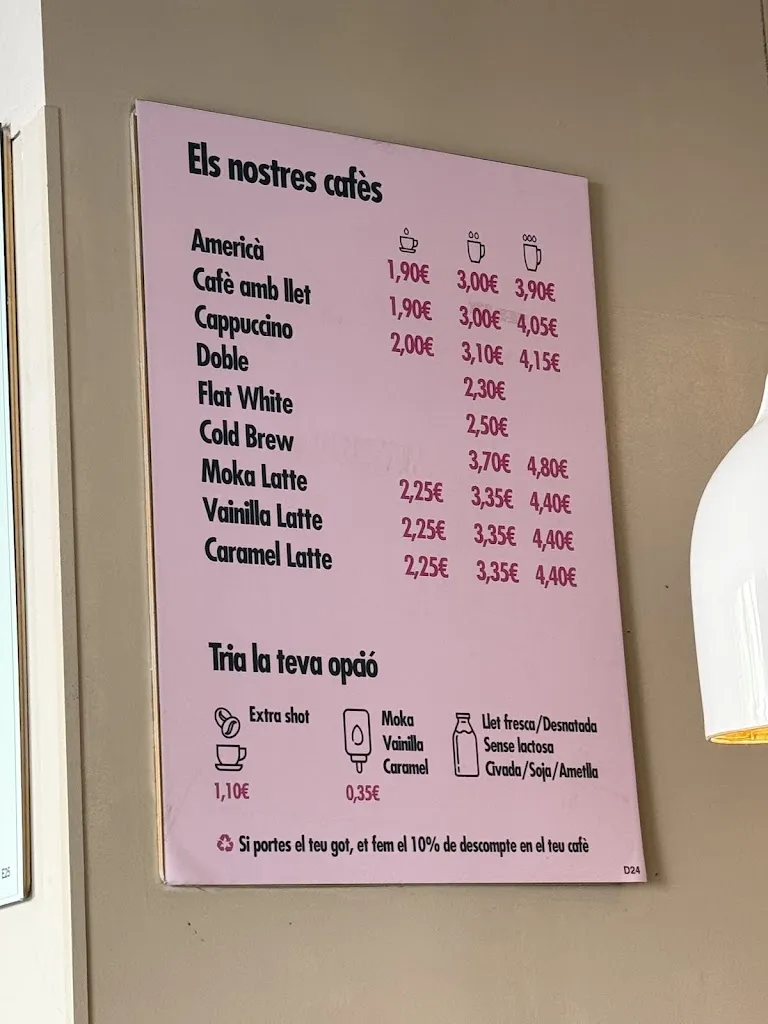 Els nostres cafès
Americà 1,90€ 3,00€ 3,90€
Cafè amb llet 1,90€ 3,00€ 4,05€
Cappuccino 2,00€ 3,10€ 4,15€
Doble 2,30€
Flat White 2,50€
Cold Brew 3,70€ 4,80€
Moka Latte 2,25€ 3,35€ 4,40€
Vainilla Latte 2,25€ 3,35€ 4,40€
Caramel Latte 2,25€ 3,35€ 4,40€
Tria la teva opció
Extra shot
1,10€
Moka
Vainilla
Caramel
0,35€
Llet fresca/Desnatada
Sense lactosa
Civada/Soja/Ametlla
Si portes el teu got, et fem el 10% de descompte en el teu cafè
D24
E25